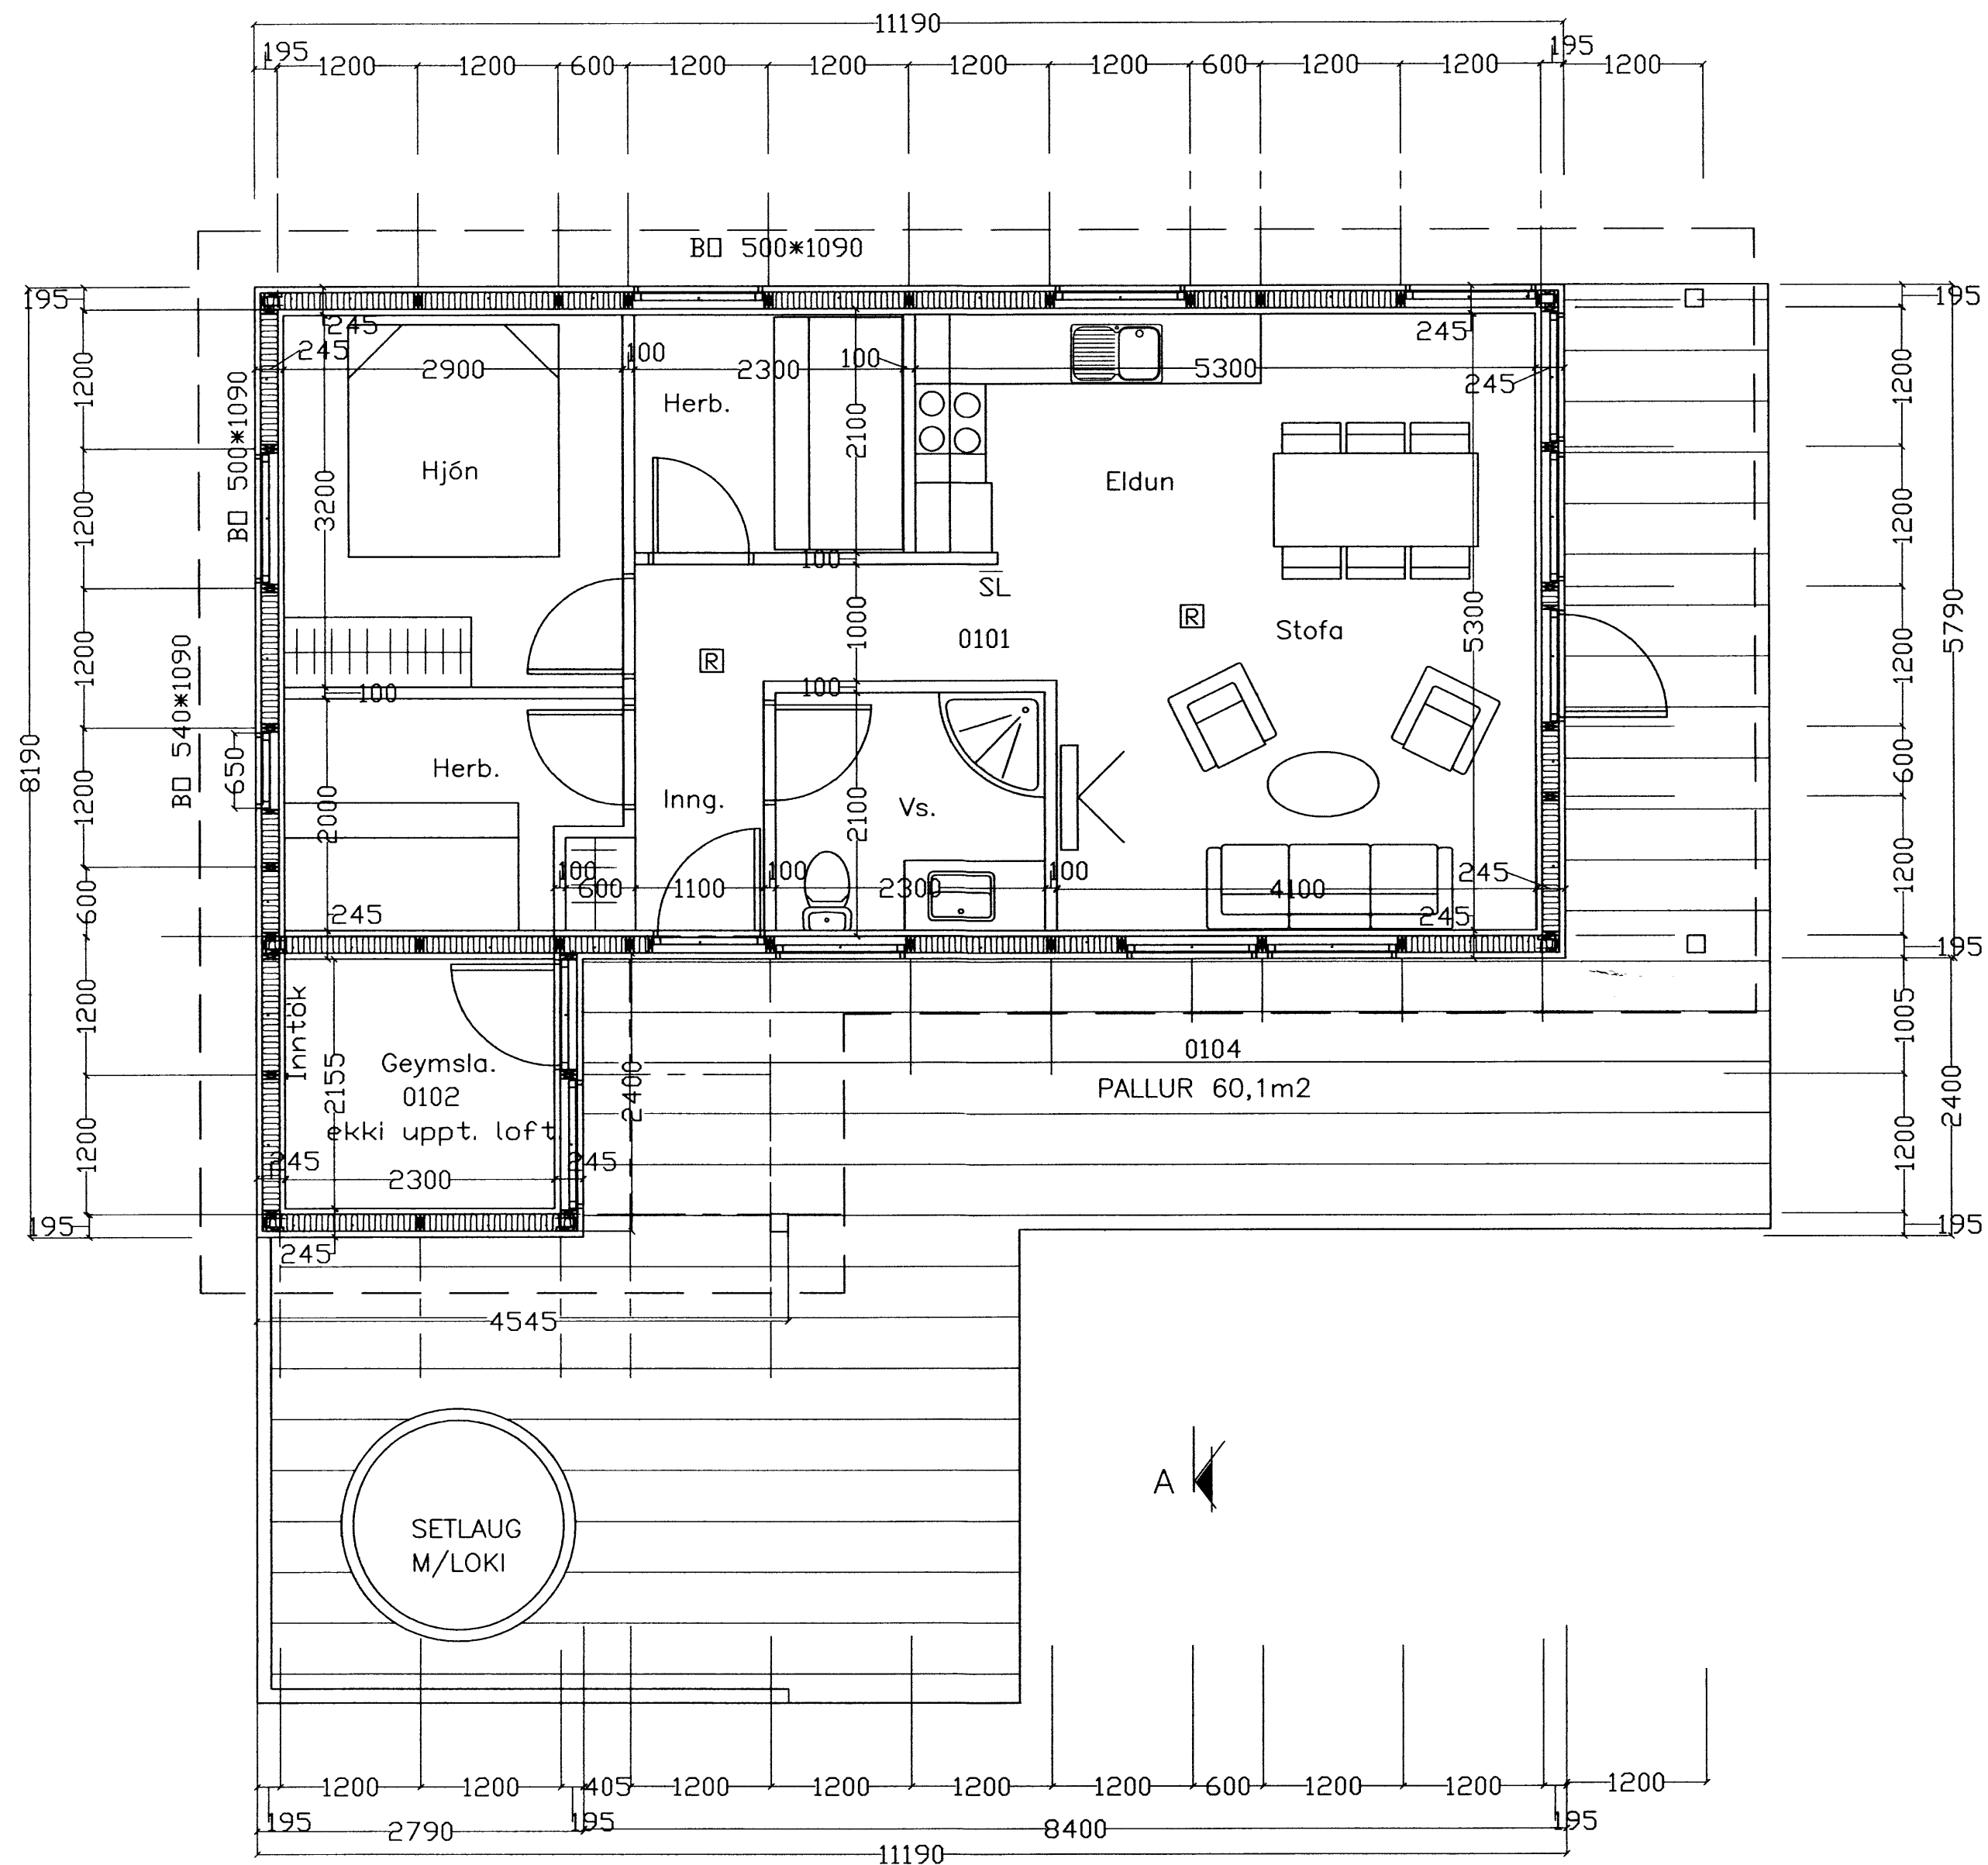 11190
195 1200 1200 600 1200 1200 1200 1200 600 1200 1200 195 1200
B□ 500*1090
195
195
245
245
245
245
2900
100
2300
100
5300
1200
1200
B□ 500*1090
Herb.
2100
Hjón
Eldun
3200
1200
1200
100
SL
1000
0101
R
R
Stofa
5300
5790
1200
1200
100
100
B□ 540*1090
650
8190
1200
600
Herb.
Inng.
Vs.
2000
2100
100
600
1100
100
2300
100
4100
245
245
245
600
1200
195
1200
Inntök
2155
Geymsla.
0102
ekki uppt. loft
2400
0104
PALLUR 60,1m2
1005
2400
1200
1200
245
2300
245
195
195
245
4545
SETLAUG
M/LOKI
A
1200 1200 405 1200 1200 1200 1200 600 1200 1200 1200
195 195 195
2790 8400
11190